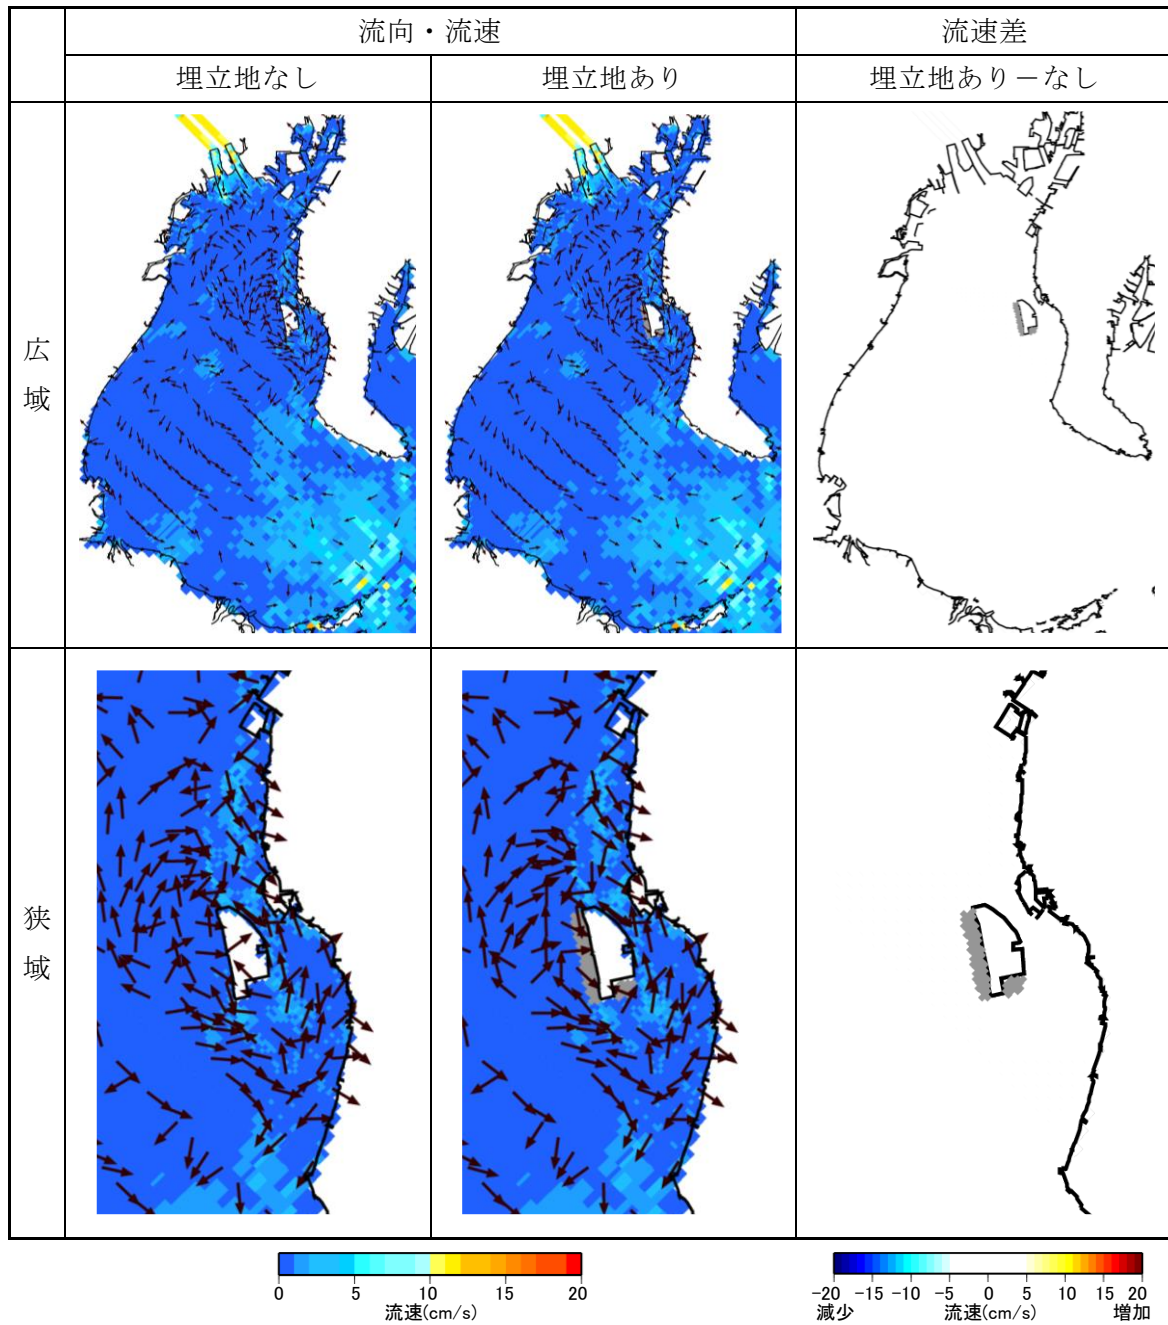 流向・流速
流速差
埋立地なし
埋立地あり
埋立地あり－なし
広域
狭域
0 5 10 15 20
流速(cm/s)
-20 -15 -10 -5 0 5 10 15 20
減少 流速(cm/s) 増加